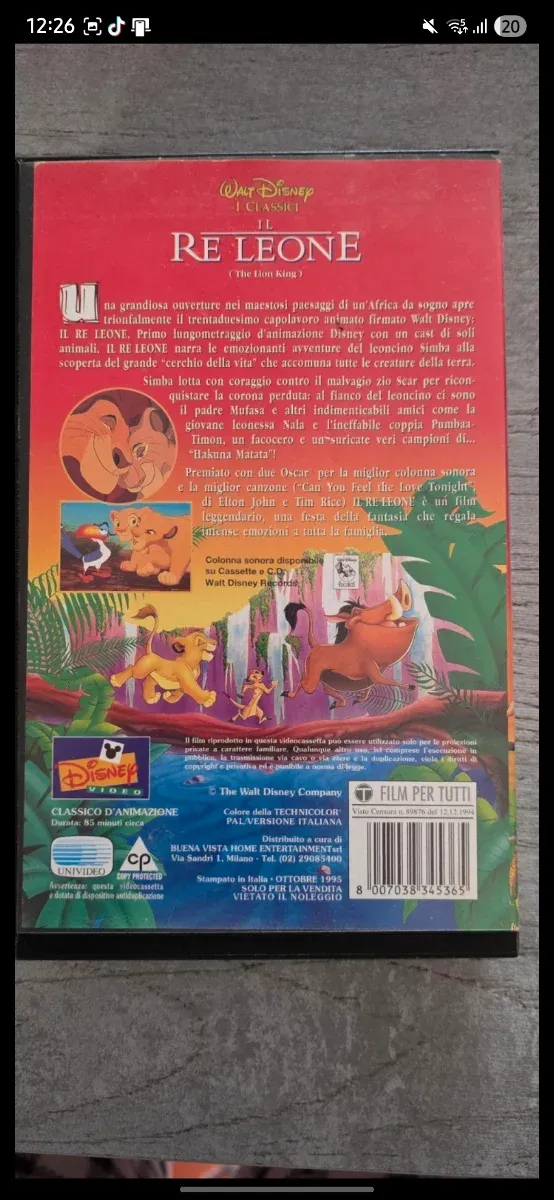 12:26
20
WALT DISNEY
I CLASSICI
IL
RE LEONE
(The Lion King)
Una grandiosa ouverture nei maestosi paesaggi di un'Africa da sogno apre
trionfalmente il trentaduesimo capolavoro animato firmato Walt Disney:
IL RE LEONE. Primo lungometraggio d'animazione Disney con un cast di soli
animali, IL RE LEONE narra le emozionanti avventure del leoncino Simba alla
scoperta del grande "cerchio della vita" che accomuna tutte le creature della terra.
Simba lotta con coraggio contro il malvagio zio Scar per ricon-
quistare la corona perduta: al fianco del leoncino ci sono
il padre Mufasa e altri indimenticabili amici come la
giovane leonessa Nala e l'ineffabile coppia Pumbaa-
Timon, un facocero e un suricate veri campioni di...
"Hakuna Matata"!
Premiato con due Oscar per la miglior colonna sonora
e la miglior canzone ("Can You Feel the Love Tonight",
di Elton John e Tim Rice) IL RE LEONE è un film
leggendario, una festa della fantasia che regala
intense emozioni a tutta la famiglia.
Colonna sonora disponibile
su Cassette e C.D.
Walt Disney Records
Il film riprodotto in questa videocassetta può essere utilizzato solo per le proiezioni
private a carattere familiare. Qualunque altro uso, ivi comprese l'esecuzione in
pubblico, la trasmissione via cavo o via etere e la duplicazione, viola i diritti di
copyright e privativa ed è punibile a norma di legge.
DISNEY
VIDEO
© The Walt Disney Company
T FILM PER TUTTI
Visto Censura n. 89876 del 12.12.1994
CLASSICO D'ANIMAZIONE
Durata: 85 minuti circa
Colore della TECHNICOLOR
PAL/VERSIONE ITALIANA
Distribuito a cura di
BUENA VISTA HOME ENTERTAINMENT srl
Via Sandri 1, Milano - Tel. (02) 29085400
UNIVIDEO
CP
COPY PROTECTED
Avvertenza: questa videocassetta
è dotata di dispositivo antiduplicazione
Stampato in Italia • OTTOBRE 1995
SOLO PER LA VENDITA
VIETATO IL NOLEGGIO
8 007038 345365